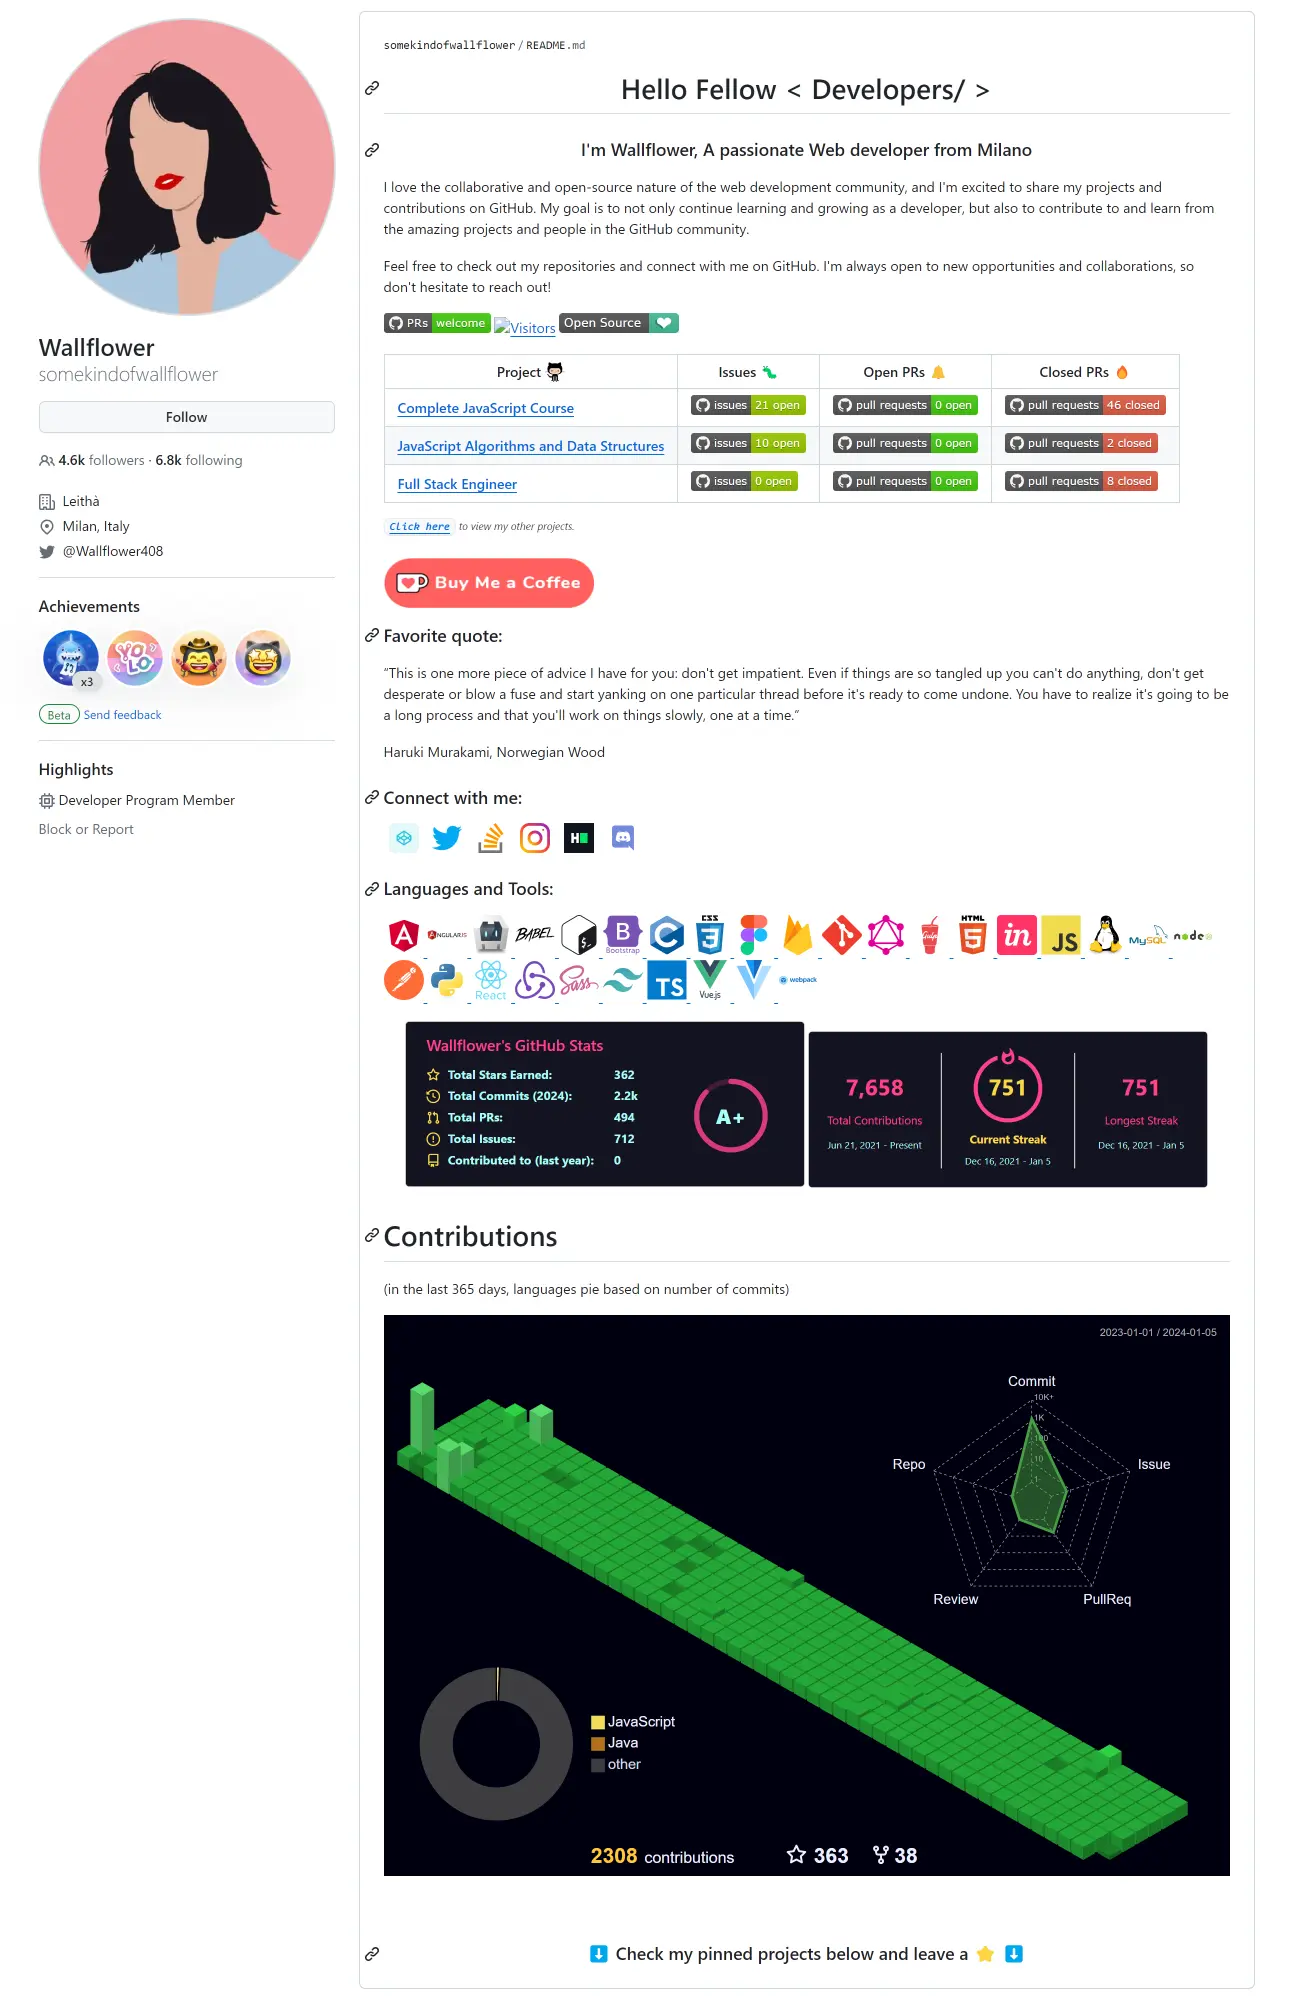 somekindofwallflower / README.md
Hello Fellow < Developers/ >
I'm Wallflower, A passionate Web developer from Milano
I love the collaborative and open-source nature of the web development community, and I'm excited to share my projects and
contributions on GitHub. My goal is to not only continue learning and growing as a developer, but also to contribute to and learn from
the amazing projects and people in the GitHub community.
Feel free to check out my repositories and connect with me on GitHub. I'm always open to new opportunities and collaborations, so
don't hesitate to reach out!
PRs welcome Visitors Open Source
Project Issues Open PRs Closed PRs
Complete JavaScript Course issues 21 open pull requests 0 open pull requests 46 closed
JavaScript Algorithms and Data Structures issues 10 open pull requests 0 open pull requests 2 closed
Full Stack Engineer issues 0 open pull requests 0 open pull requests 8 closed
Click here to view my other projects.
Buy Me a Coffee
Wallflower
somekindofwallflower
Follow
4.6k followers · 6.8k following
Leithà
Milan, Italy
@Wallflower408
Achievements
YOLO
x3
Beta Send feedback
Highlights
Developer Program Member
Block or Report
Favorite quote:
“This is one more piece of advice I have for you: don't get impatient. Even if things are so tangled up you can't do anything, don't get
desperate or blow a fuse and start yanking on one particular thread before it's ready to come undone. You have to realize it's going to be
a long process and that you'll work on things slowly, one at a time.”
Haruki Murakami, Norwegian Wood
Connect with me:
H
Languages and Tools:
A ANGULARJS BABEL $_ B Bootstrap C CSS 3 Gulp HTML 5 in JS MySQL node
React Sass TS Vue.js webpack
Wallflower's GitHub Stats
Total Stars Earned: 362
Total Commits (2024): 2.2k
Total PRs: 494
Total Issues: 712
Contributed to (last year): 0
A+
7,658
Total Contributions
Jun 21, 2021 - Present
751
Current Streak
Dec 16, 2021 - Jan 5
751
Longest Streak
Dec 16, 2021 - Jan 5
Contributions
(in the last 365 days, languages pie based on number of commits)
2023-01-01 / 2024-01-05
Commit
10K+
1K
100
10
1
Repo
Issue
Review
PullReq
JavaScript
Java
other
2308 contributions 363 38
Check my pinned projects below and leave a